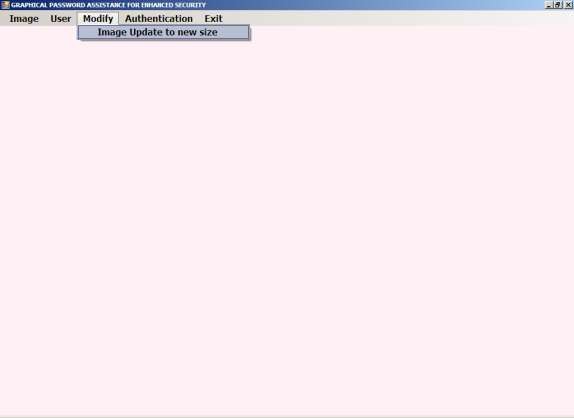 GRAPHICAL PASSWORD ASSISTANCE FOR ENHANCED SECURITY
Image User Modify Authentication Exit
Image Update to new size